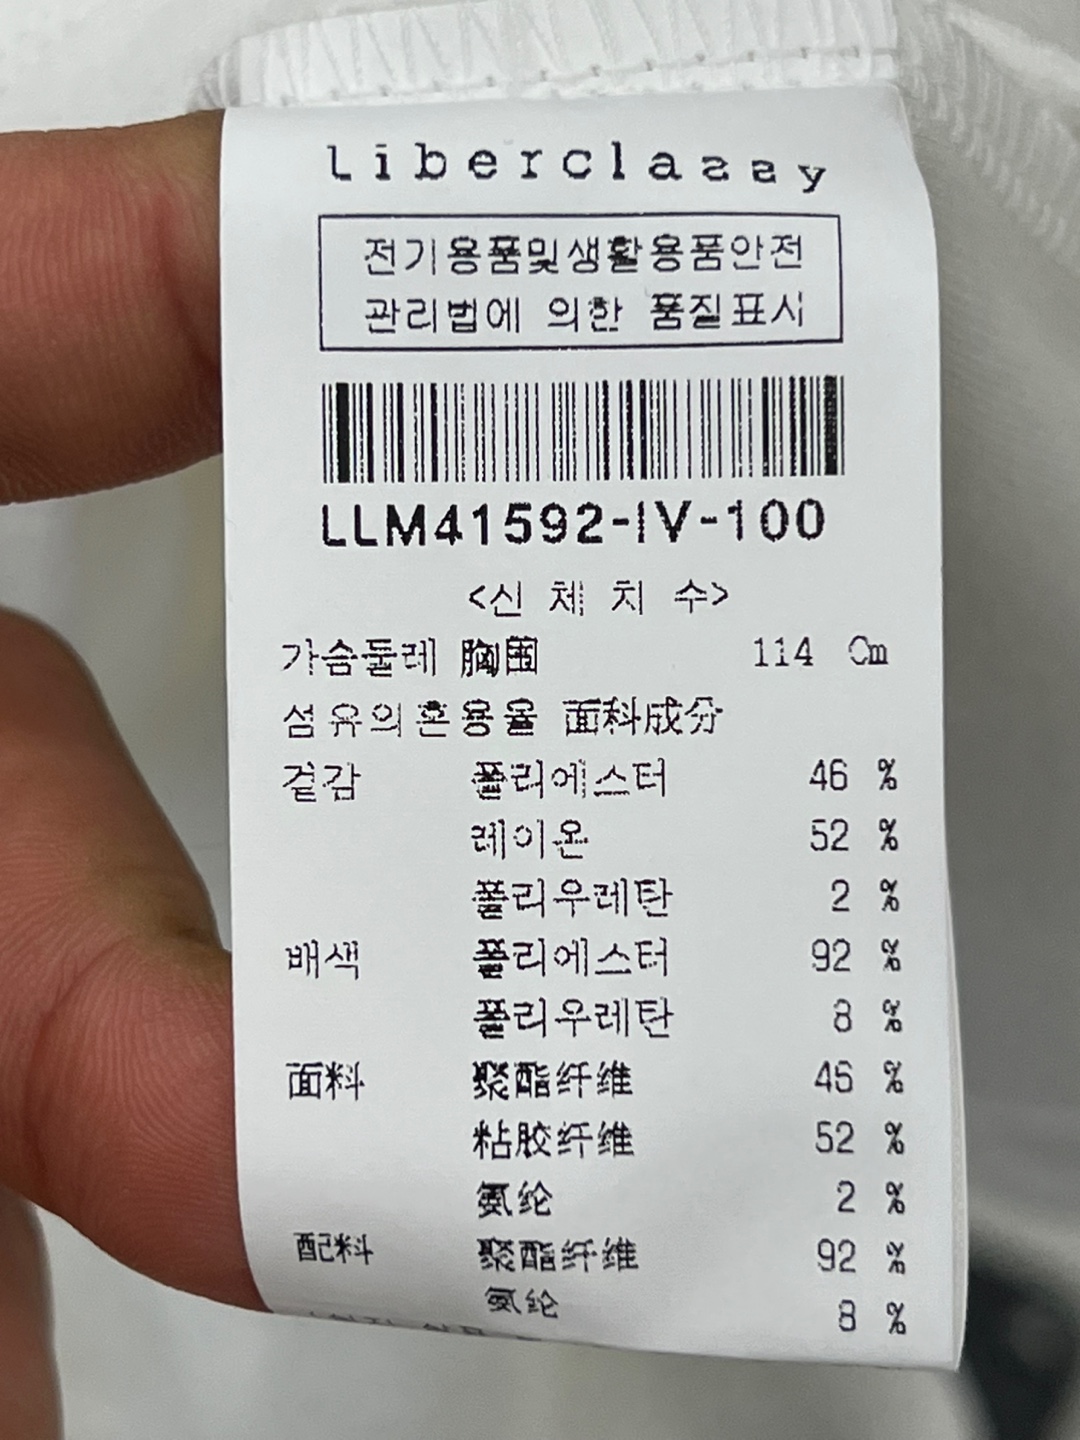 Liberclassy
전기용품및생활용품안전
관리법에 의한 품질표시
LLM41592-IV-100
<신 체 치 수>
가슴둘레 胸围 114 Cm
섬유의혼용율 面料成分
겉감 폴리에스터 46 %
레이온 52 %
폴리우레탄 2 %
배색 폴리에스터 92 %
폴리우레탄 8 %
面料 聚酯纤维 46 %
粘胶纤维 52 %
氨纶 2 %
配料 聚酯纤维 92 %
氨纶 8 %